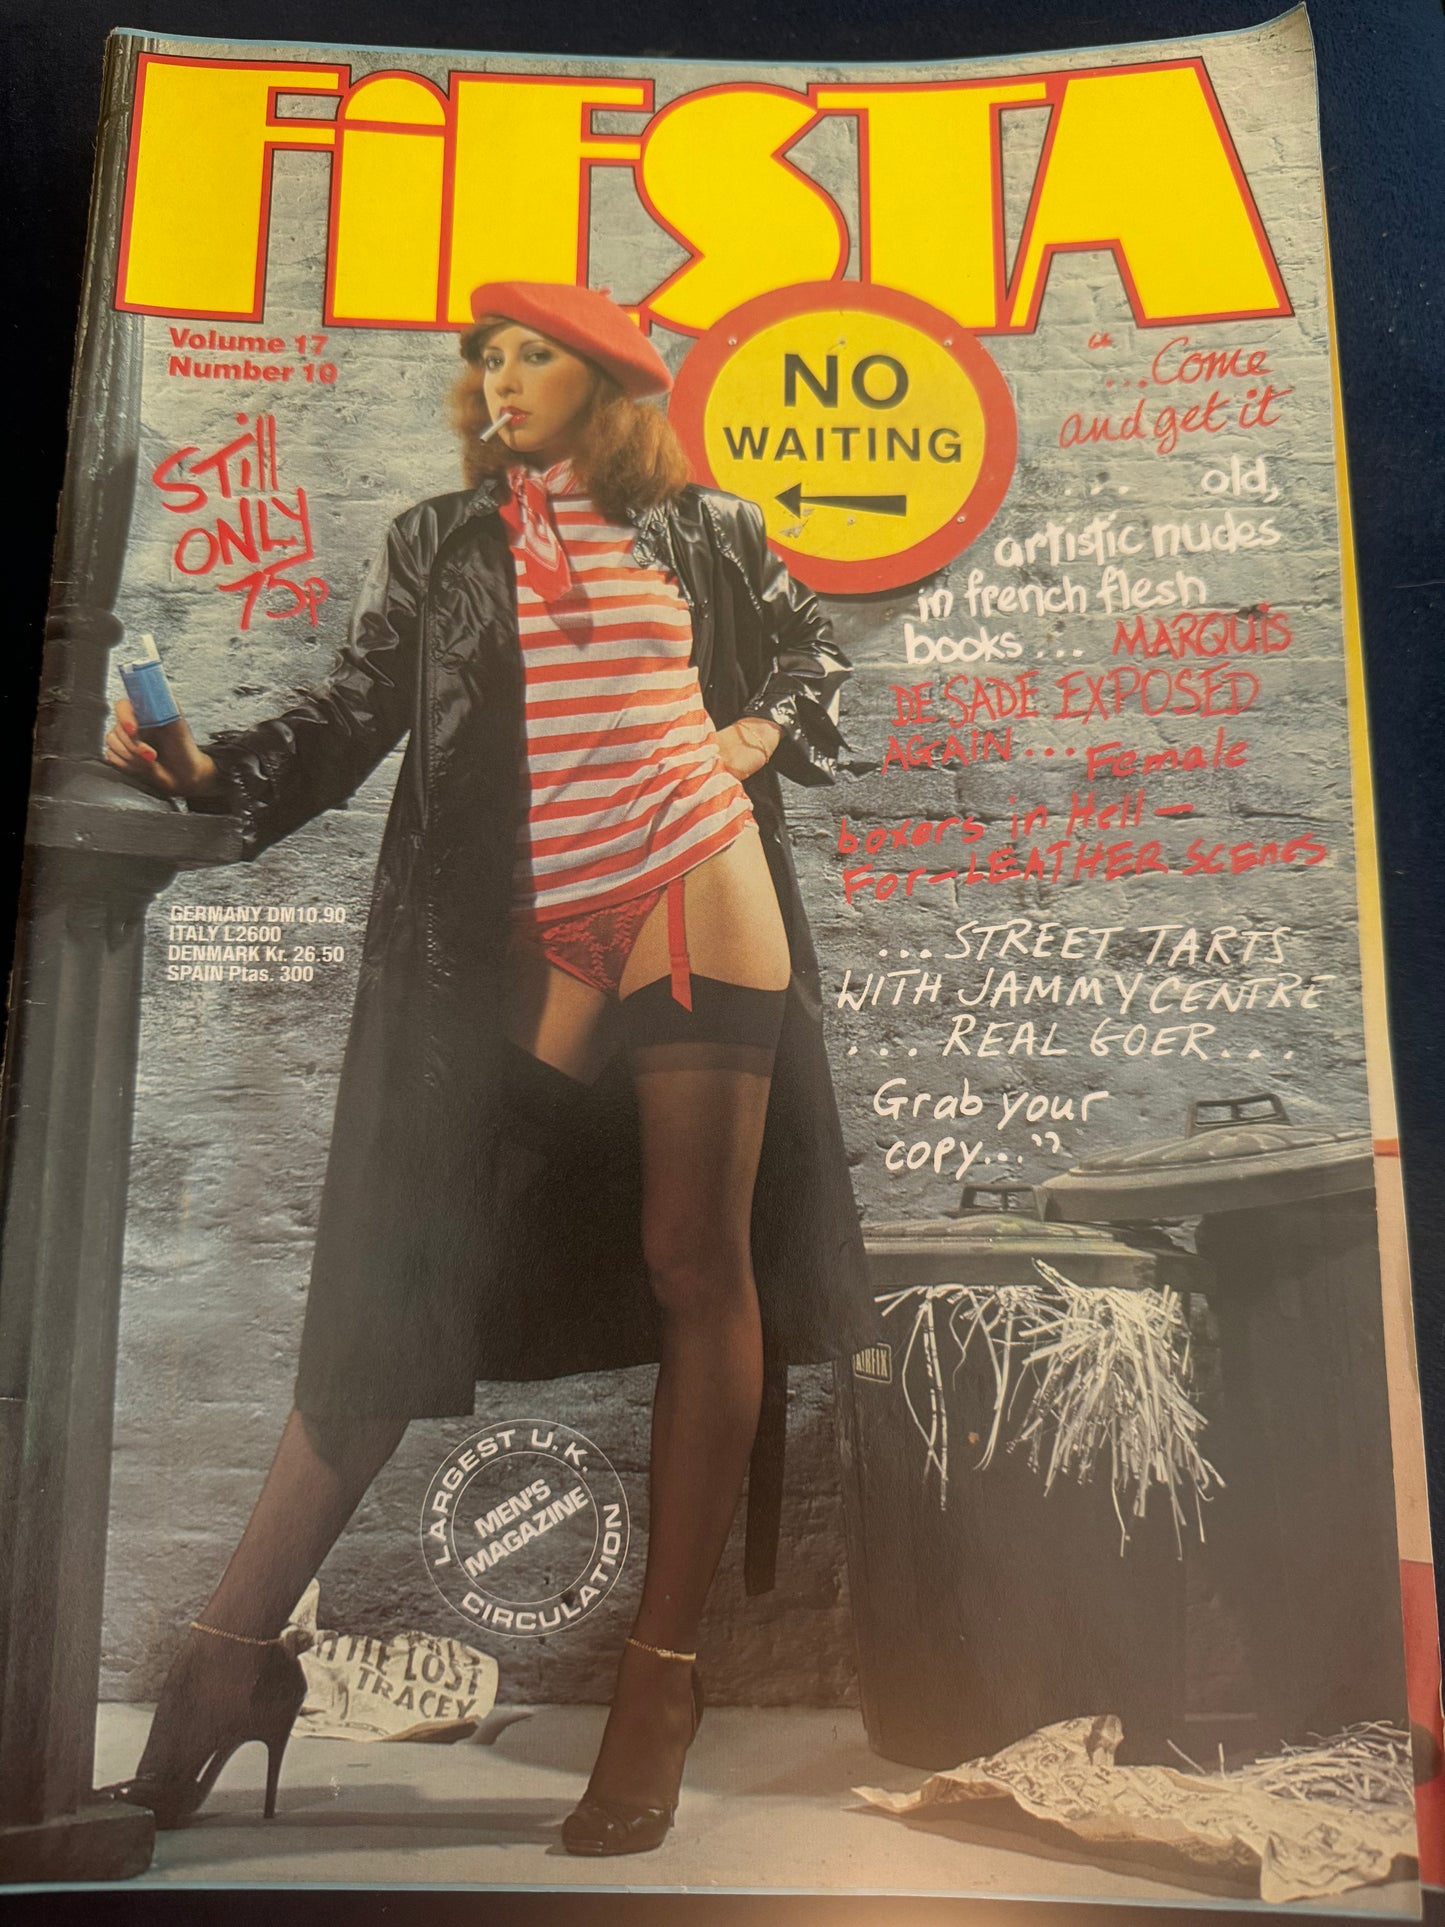 FiESTA
Volume 17
Number 10
STill
ONLY
75p
NO
WAITING
"...Come
and get it
... old,
artistic nudes
in french flesh
books... MARQUIS
DE SADE EXPOSED
AGAIN... Female
boxers in Hell –
For – LEATHER SCENES
...STREET TARTS
WITH JAMMY CENTRE
... REAL GOER....
Grab your
copy..."
GERMANY DM10.90
ITALY L2600
DENMARK Kr. 26.50
SPAIN Ptas. 300
AIRFIX
LARGEST U.K.
MEN'S
MAGAZINE
CIRCULATION
LOST
TRACEY